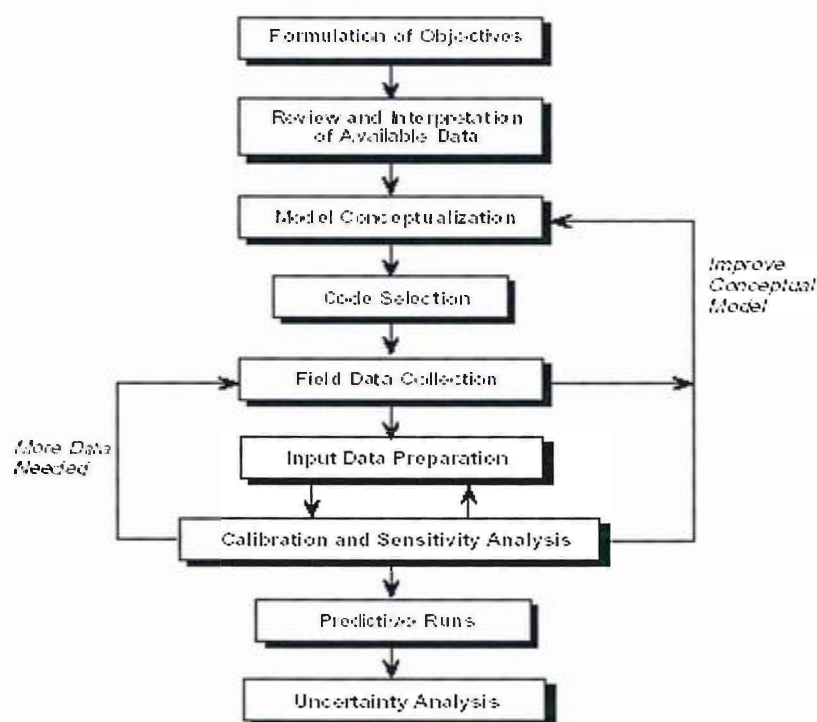 Formulation of Objectives
Review and Interpretation
of Available Data
Model Conceptualization
Improve
Conceptual
Model
Code Selection
Field Data Collection
More Data
Needed
Input Data Preparation
Calibration and Sensitivity Analysis
Predictive Runs
Uncertainty Analysis